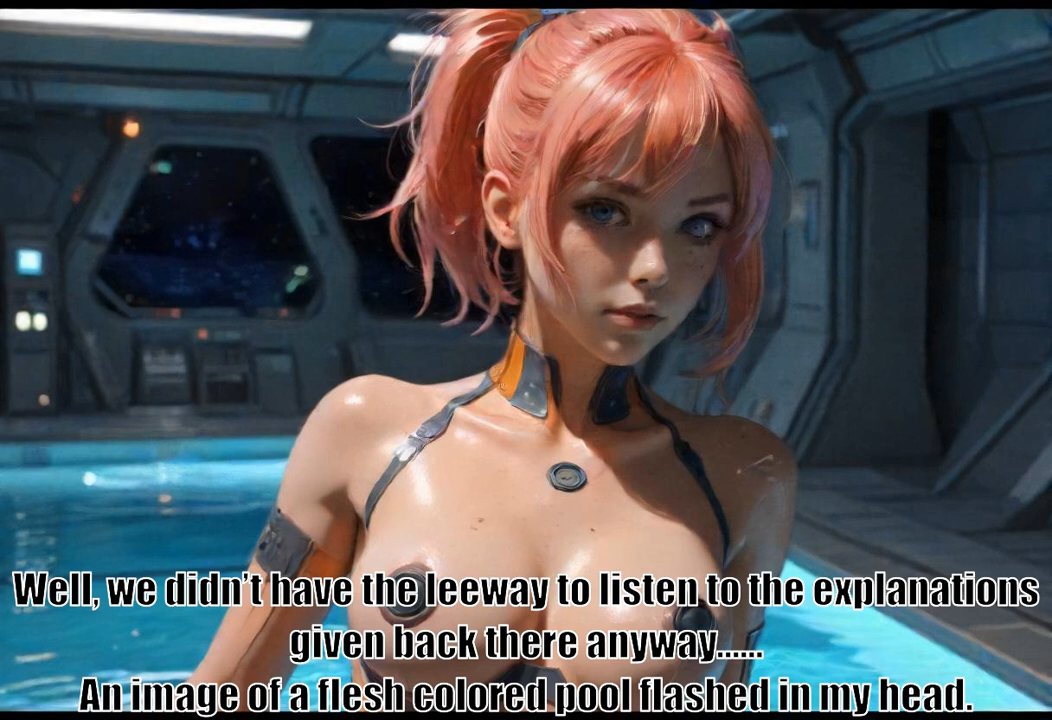 Well, we didn’t have the leeway to listen to the explanations
given back there anyway......
An image of a flesh colored pool flashed in my head.